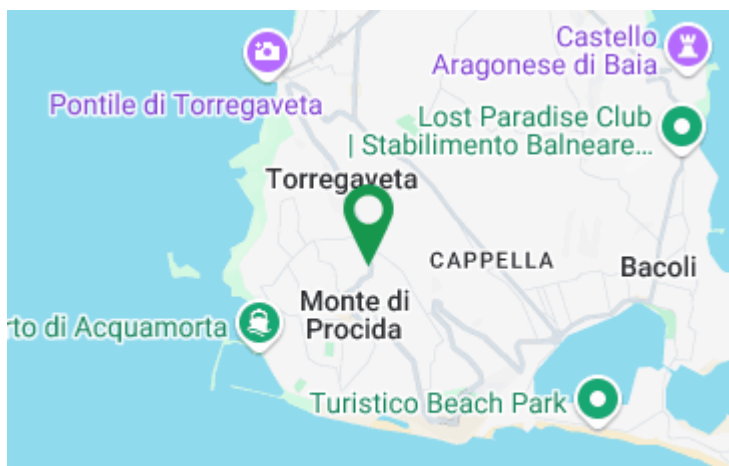 Castello
Aragonese di Baia
Pontile di Torregaveta
Lost Paradise Club
| Stabilimento Balneare...
Torregaveta
CAPPELLA
Bacoli
Monte di
Procida
rto di Acquamorta
Turistico Beach Park